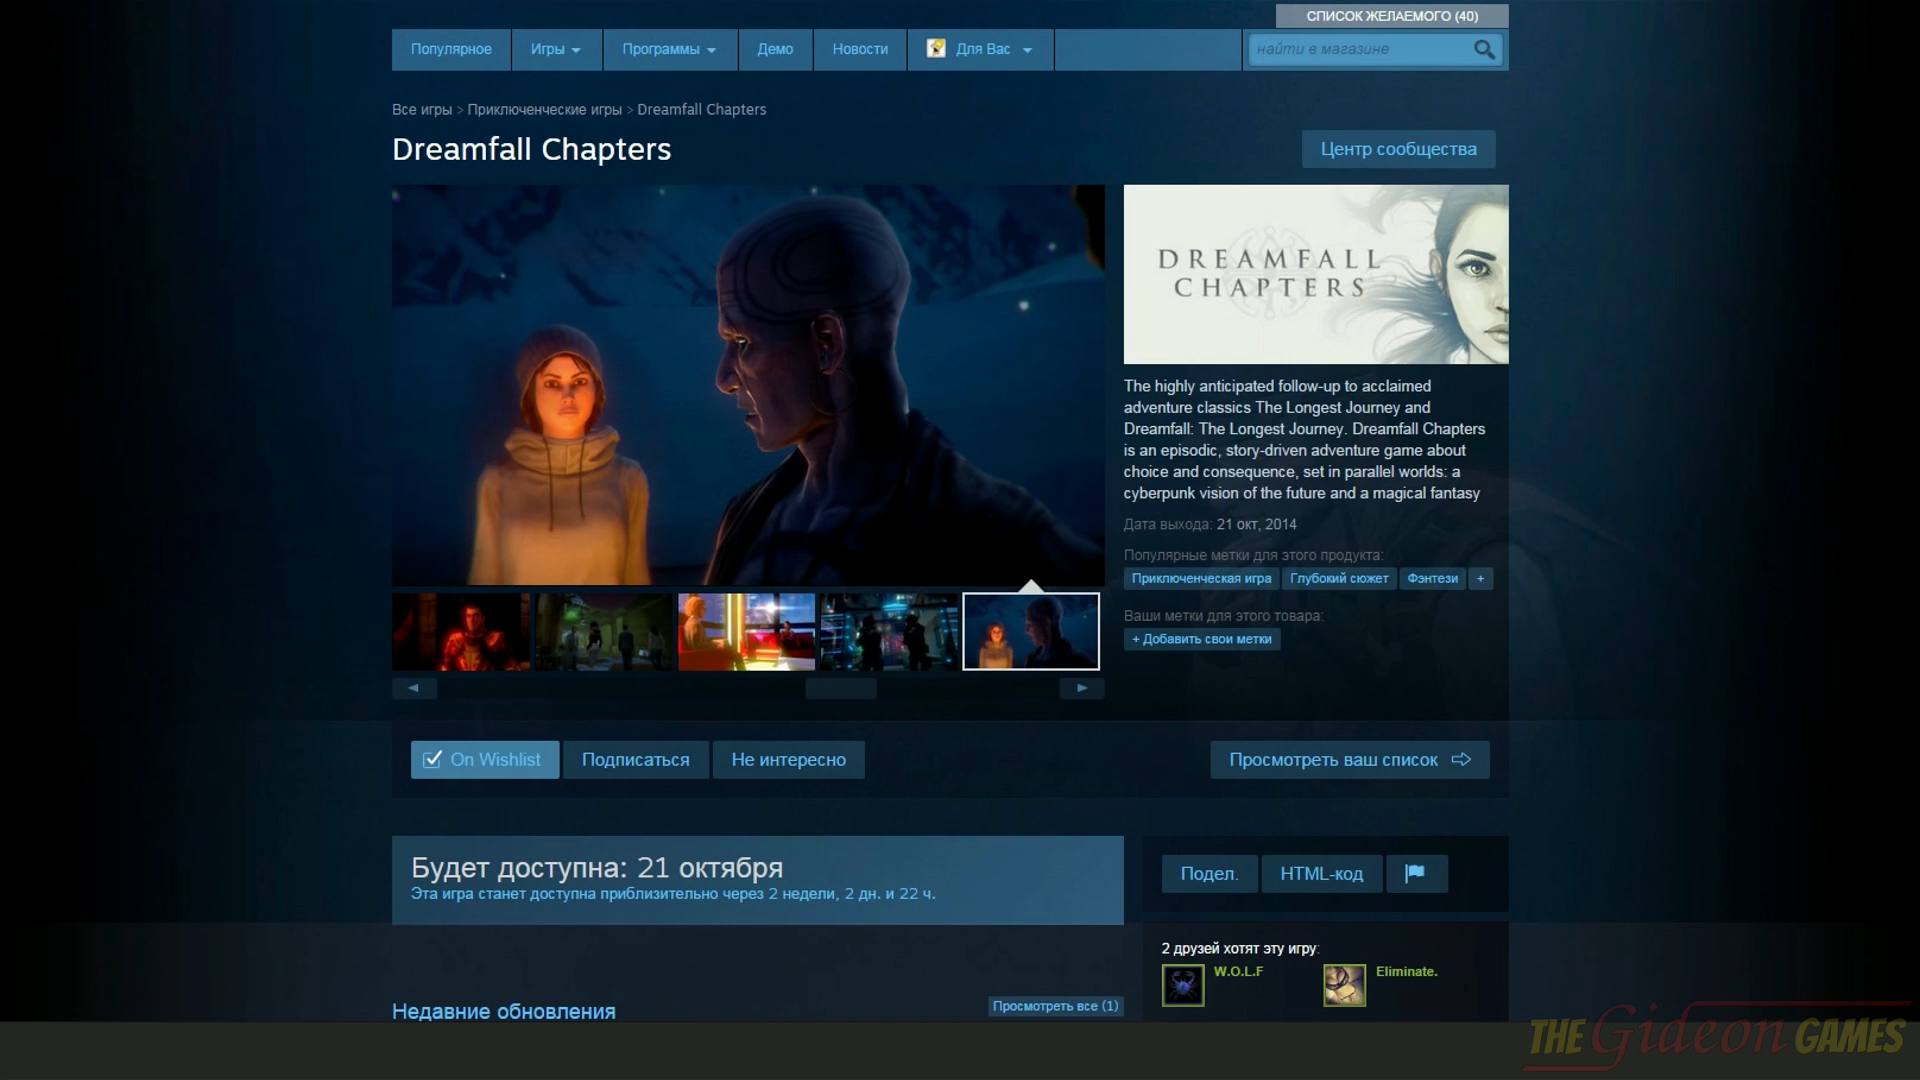 СПИСОК ЖЕЛАЕМОГО (40)
Популярное
Игры
Программы
Демо
Новости
Для Вас
найти в магазине
Все игры > Приключенческие игры > Dreamfall Chapters
Dreamfall Chapters
Центр сообщества
DREAMFALL
CHAPTERS
The highly anticipated follow-up to acclaimed
adventure classics The Longest Journey and
Dreamfall: The Longest Journey. Dreamfall Chapters
is an episodic, story-driven adventure game about
choice and consequence, set in parallel worlds: a
cyberpunk vision of the future and a magical fantasy
Дата выхода: 21 окт, 2014
Популярные метки для этого продукта:
Приключенческая игра
Глубокий сюжет
Фэнтези
+
Ваши метки для этого товара:
+ Добавить свои метки
On Wishlist
Подписаться
Не интересно
Просмотреть ваш список
Будет доступна: 21 октября
Эта игра станет доступна приблизительно через 2 недели, 2 дн. и 22 ч.
Подел.
HTML-код
2 друзей хотят эту игру:
W.O.L.F
Eliminate.
Недавние обновления
Просмотреть все (1)
THE Gideon GAMES